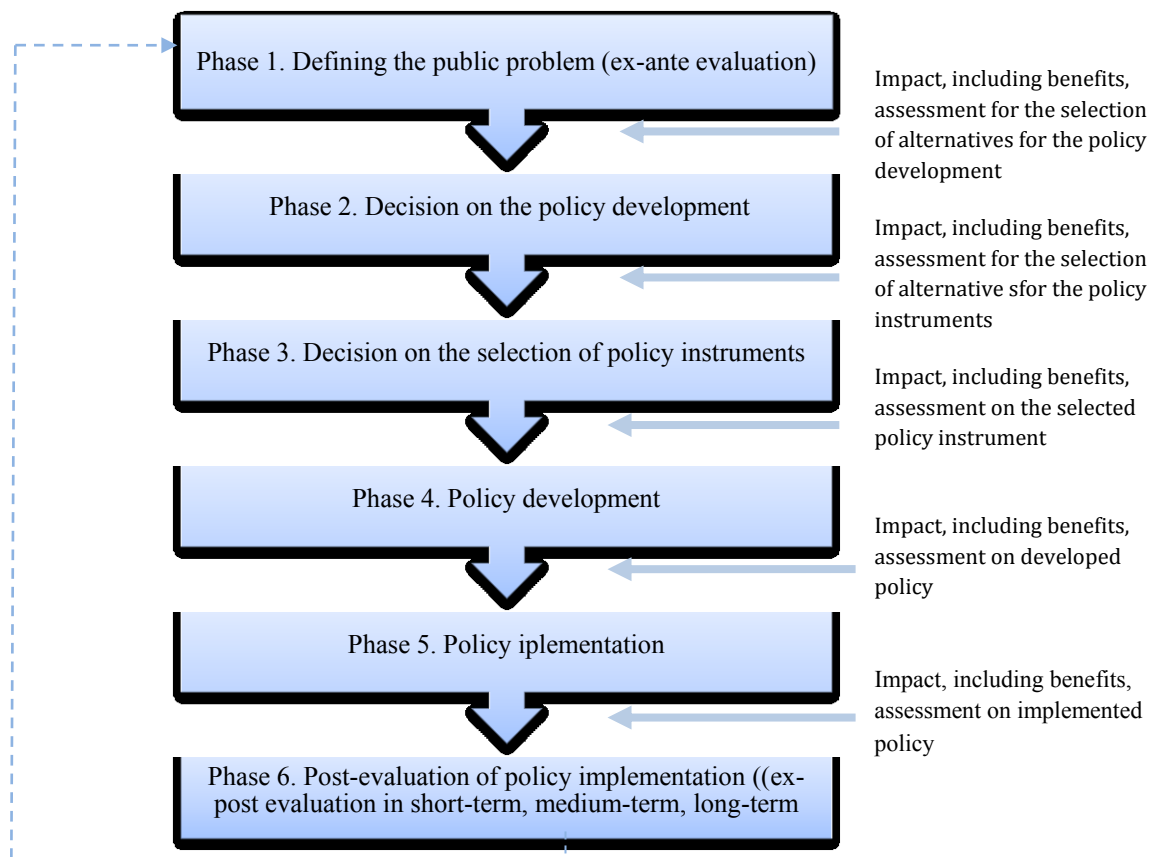 Phase 1. Defining the public problem (ex-ante evaluation)
Impact, including benefits,
assessment for the selection
of alternatives for the policy
development
Phase 2. Decision on the policy development
Impact, including benefits,
assessment for the selection
of alternative sfor the policy
instruments
Phase 3. Decision on the selection of policy instruments
Impact, including benefits,
assessment on the selected
policy instrument
Phase 4. Policy development
Impact, including benefits,
assessment on developed
policy
Phase 5. Policy iplementation
Impact, including benefits,
assessment on implemented
policy
Phase 6. Post-evaluation of policy implementation ((ex-
post evaluation in short-term, medium-term, long-term